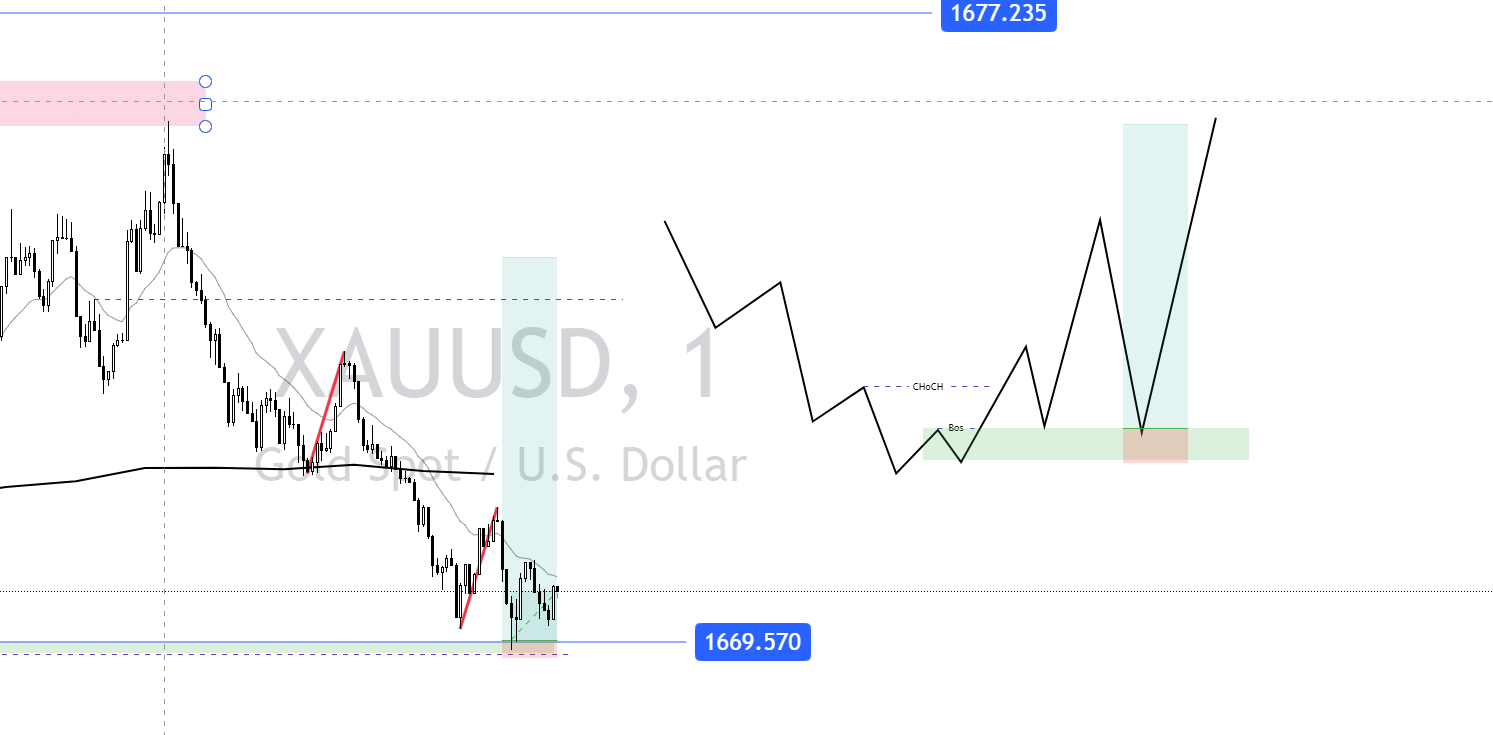 1677.235
XAUUSD, 1
CHoCH
Bos
Gold Spot / U.S. Dollar
1669.570